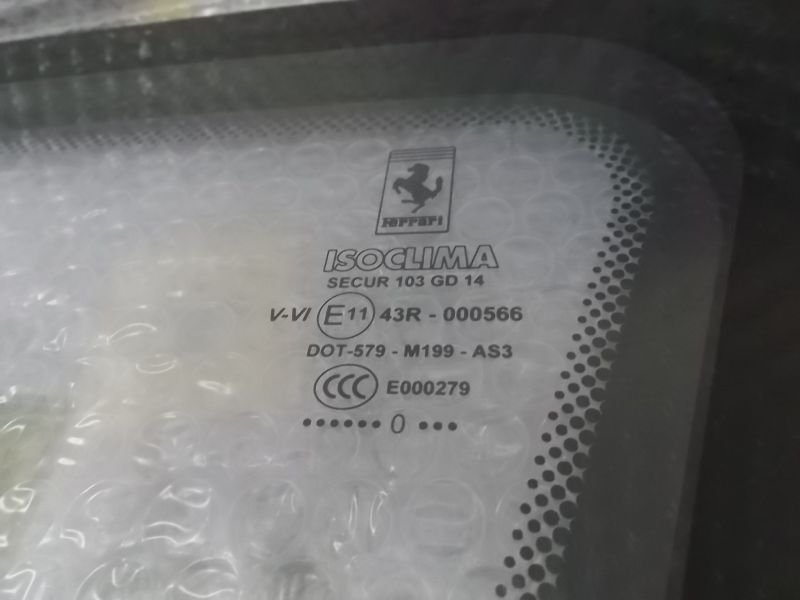 Ferrari
ISOCLIMA
SECUR 103 GD 14
V-VI E11 43R - 000566
DOT-579 - M199 - AS3
CCC E000279
•••••• 0 •••